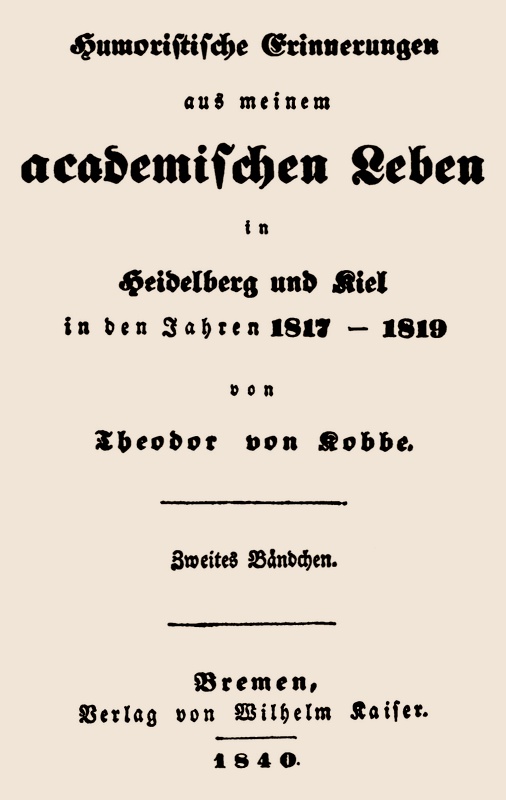 Humoriſtiſche Erinnerungen
aus meinem
academiſchen Leben
in
Heidelberg und Kiel
in den Jahren 1817 — 1819
von
Theodor von Kobbe.
Zweites Bändchen.
Bremen,
Verlag von Wilhelm Kaiſer.
1840.